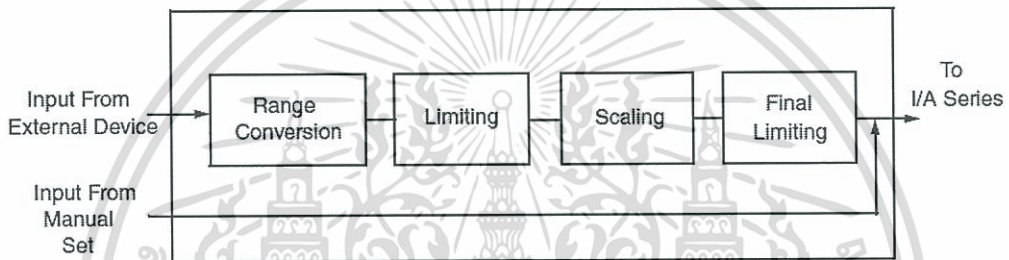 Input From
External Device
Range
Conversion
Limiting
Scaling
Final
Limiting
To
I/A Series
Input From
Manual
Set